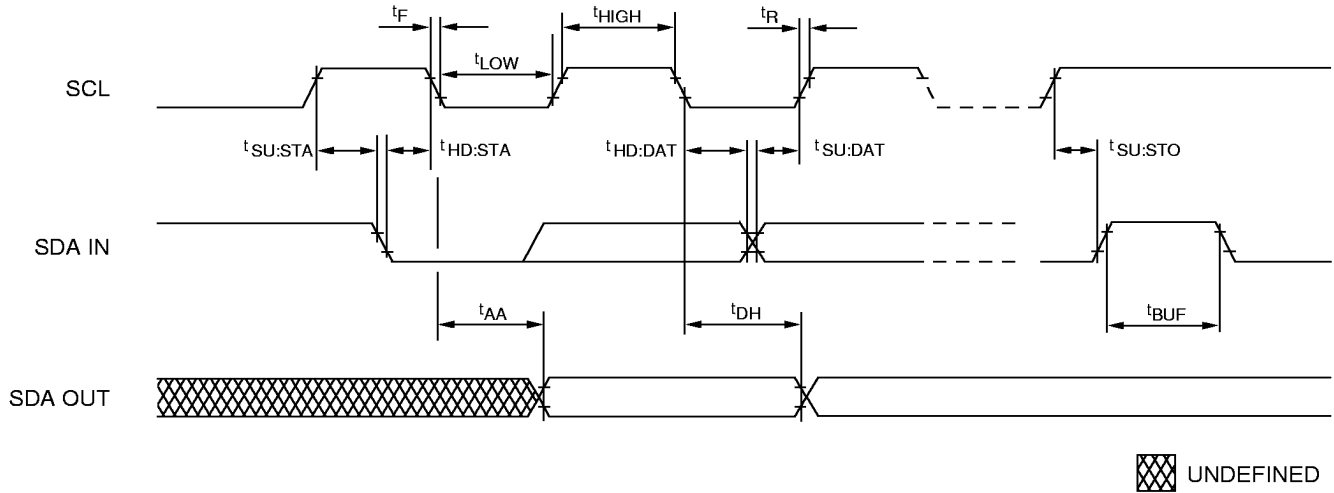 tF
tHIGH
tR
tLOW
SCL
tSU:STA
tHD:STA
tHD:DAT
tSU:DAT
tSU:STO
SDA IN
tAA
tDH
tBUF
SDA OUT
UNDEFINED